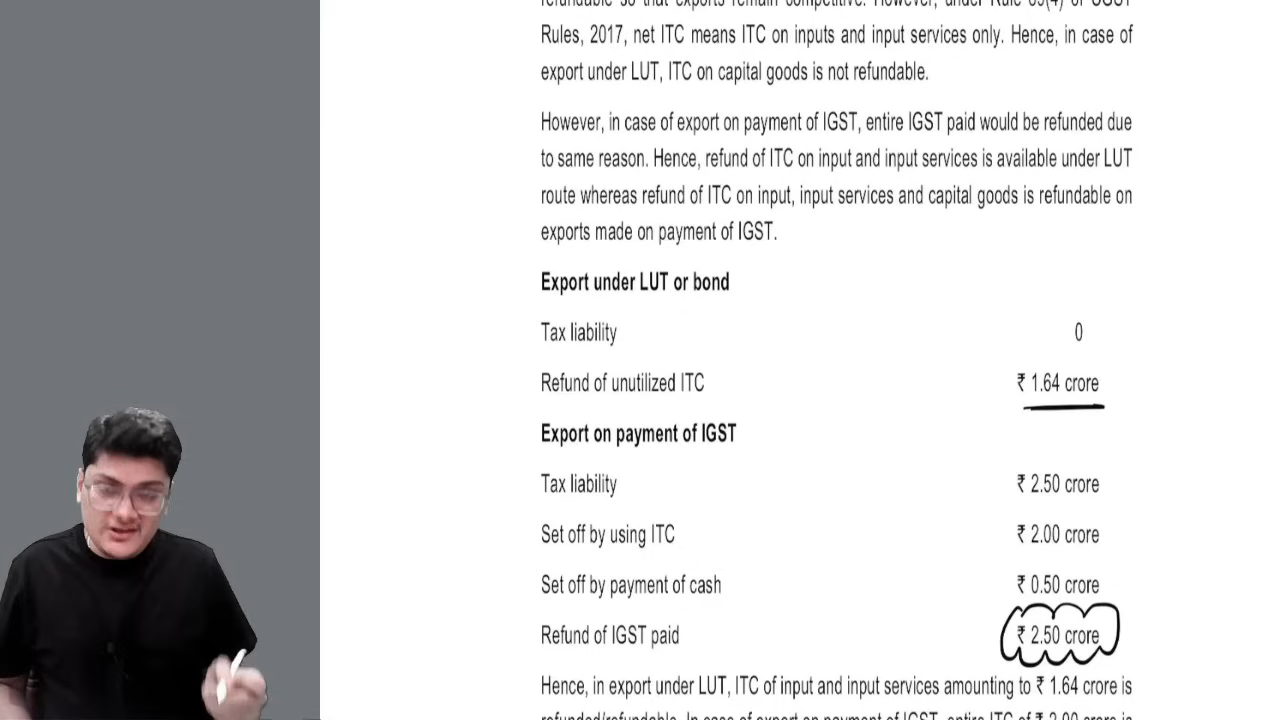 Rules, 2017, net ITC means ITC on inputs and input services only. Hence, in case of
export under LUT, ITC on capital goods is not refundable.
However, in case of export on payment of IGST, entire IGST paid would be refunded due
to same reason. Hence, refund of ITC on input and input services is available under LUT
route whereas refund of ITC on input, input services and capital goods is refundable on
exports made on payment of IGST.
Export under LUT or bond
Tax liability 0
Refund of unutilized ITC ₹ 1.64 crore
Export on payment of IGST
Tax liability ₹ 2.50 crore
Set off by using ITC ₹ 2.00 crore
Set off by payment of cash ₹ 0.50 crore
Refund of IGST paid ₹ 2.50 crore
Hence, in export under LUT, ITC of input and input services amounting to ₹ 1.64 crore is